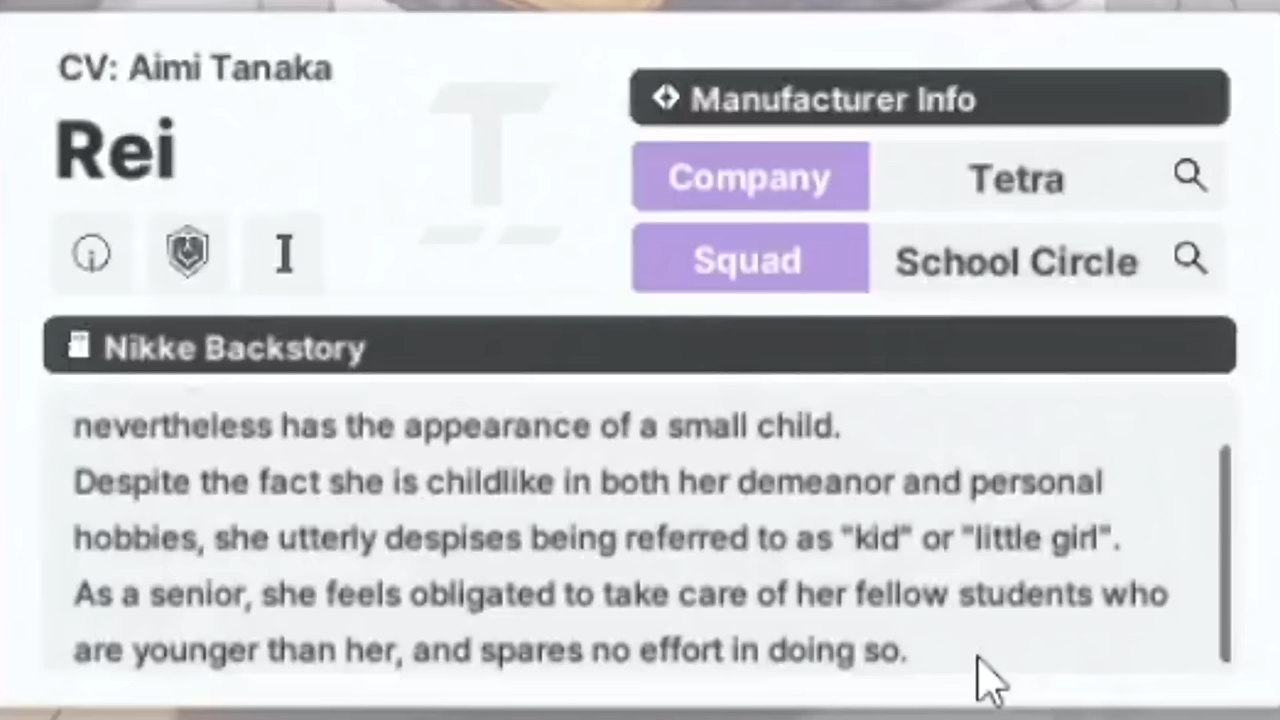 CV: Aimi Tanaka
Rei
I
Manufacturer Info
Company Tetra
Squad School Circle
Nikke Backstory
nevertheless has the appearance of a small child.
Despite the fact she is childlike in both her demeanor and personal
hobbies, she utterly despises being referred to as "kid" or "little girl".
As a senior, she feels obligated to take care of her fellow students who
are younger than her, and spares no effort in doing so.